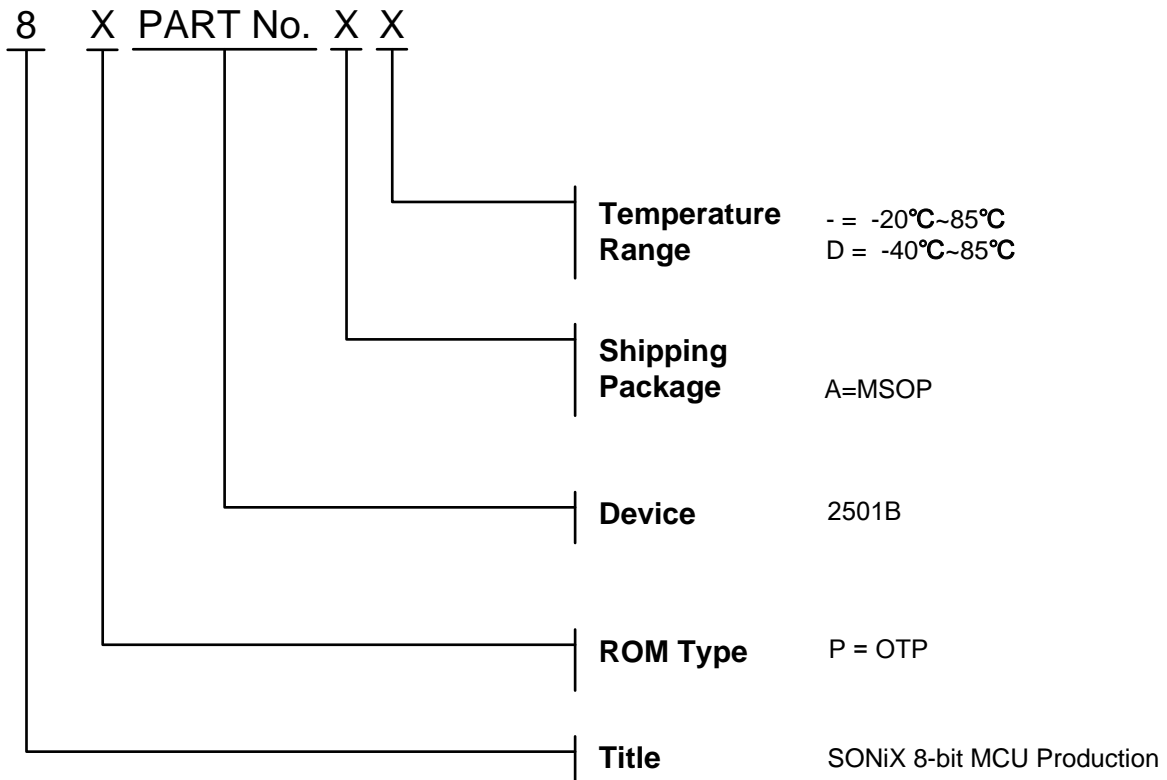 8 X PART No. X X
Temperature - = -20℃~85℃
Range D = -40℃~85℃
Shipping
Package A=MSOP
Device 2501B
ROM Type P = OTP
Title SONiX 8-bit MCU Production